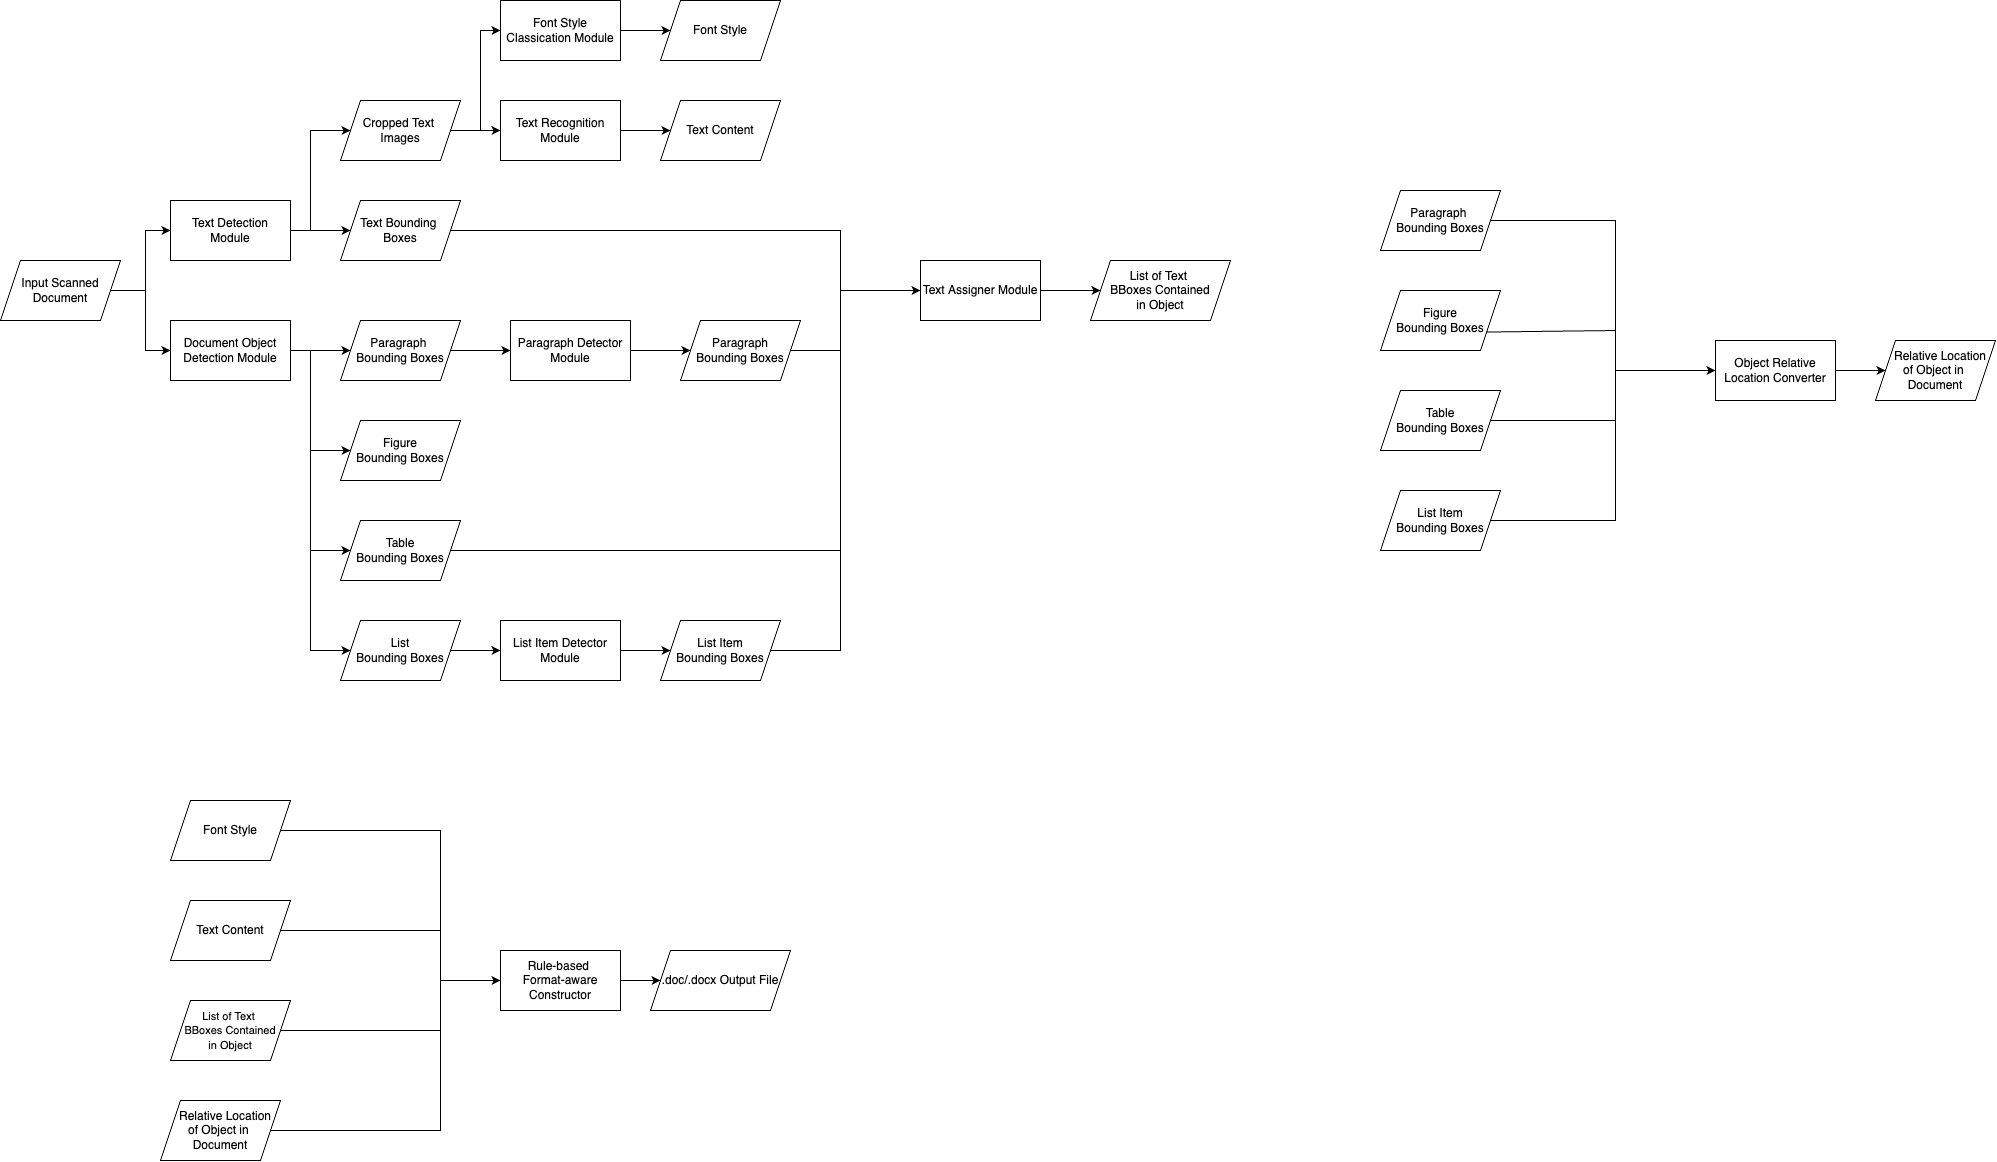 Font Style
Classication Module
Font Style
Cropped Text
Images
Text Recognition
Module
Text Content
Text Detection
Module
Text Bounding
Boxes
Input Scanned
Document
Document Object
Detection Module
Paragraph
Bounding Boxes
Paragraph Detector
Module
Paragraph
Bounding Boxes
Figure
Bounding Boxes
Table
Bounding Boxes
List
Bounding Boxes
List Item Detector
Module
List Item
Bounding Boxes
Text Assigner Module
List of Text
BBoxes Contained
in Object
Paragraph
Bounding Boxes
Figure
Bounding Boxes
Table
Bounding Boxes
List Item
Bounding Boxes
Object Relative
Location Converter
Relative Location
of Object in
Document
Font Style
Text Content
List of Text
BBoxes Contained
in Object
Relative Location
of Object in
Document
Rule-based
Format-aware
Constructor
.doc/.docx Output File